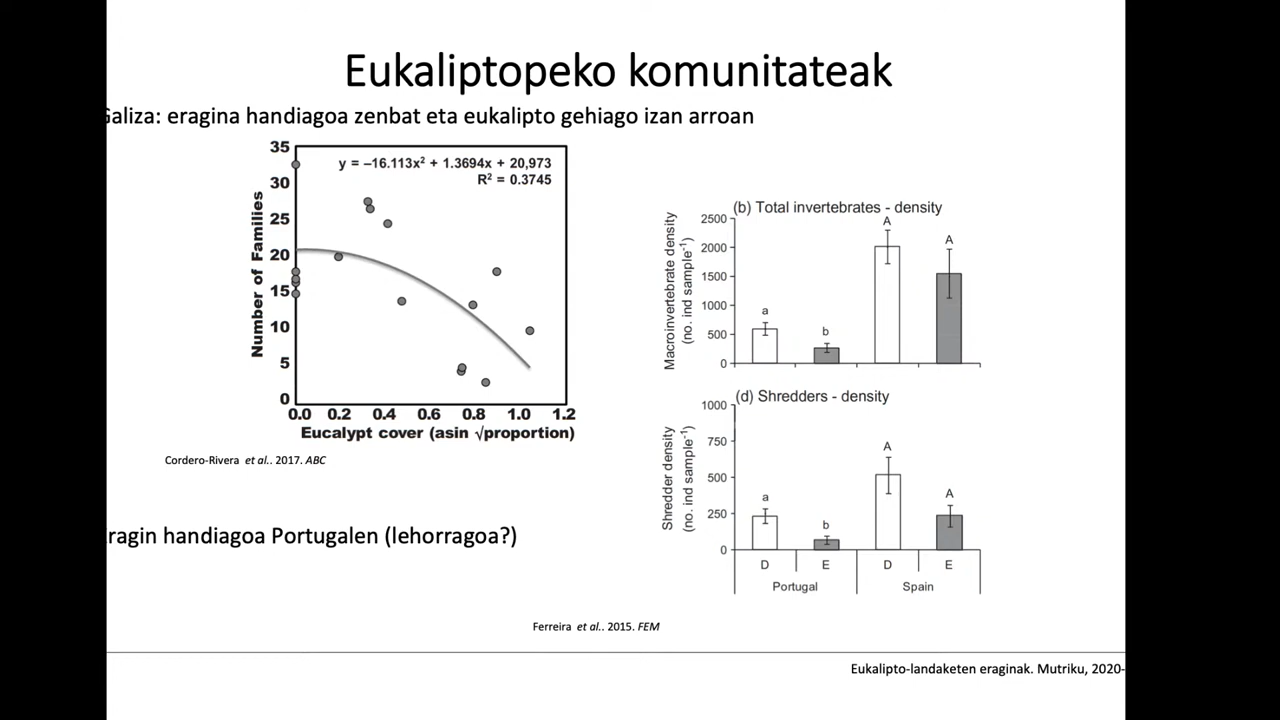 Eukaliptopeko komunitateak
Galiza: eragina handiagoa zenbat eta eukalipto gehiago izan arroan
35
30
25
20
15
10
5
0
Number of Families
y = –16.113x² + 1.3694x + 20,973
R² = 0.3745
0.0 0.2 0.4 0.6 0.8 1.0 1.2
Eucalypt cover (asin √proportion)
Cordero-Rivera et al.. 2017. ABC
ragin handiagoa Portugalen (lehorragoa?)
(b) Total invertebrates - density
Macroinvertebrate density
(no. ind sample⁻¹)
2500
2000
1500
1000
500
0
a b A A
(d) Shredders - density
Shredder density
(no. ind sample⁻¹)
1000
750
500
250
0
a b A A
D E D E
Portugal Spain
Ferreira et al.. 2015. FEM
Eukalipto-landaketen eraginak. Mutriku, 2020-